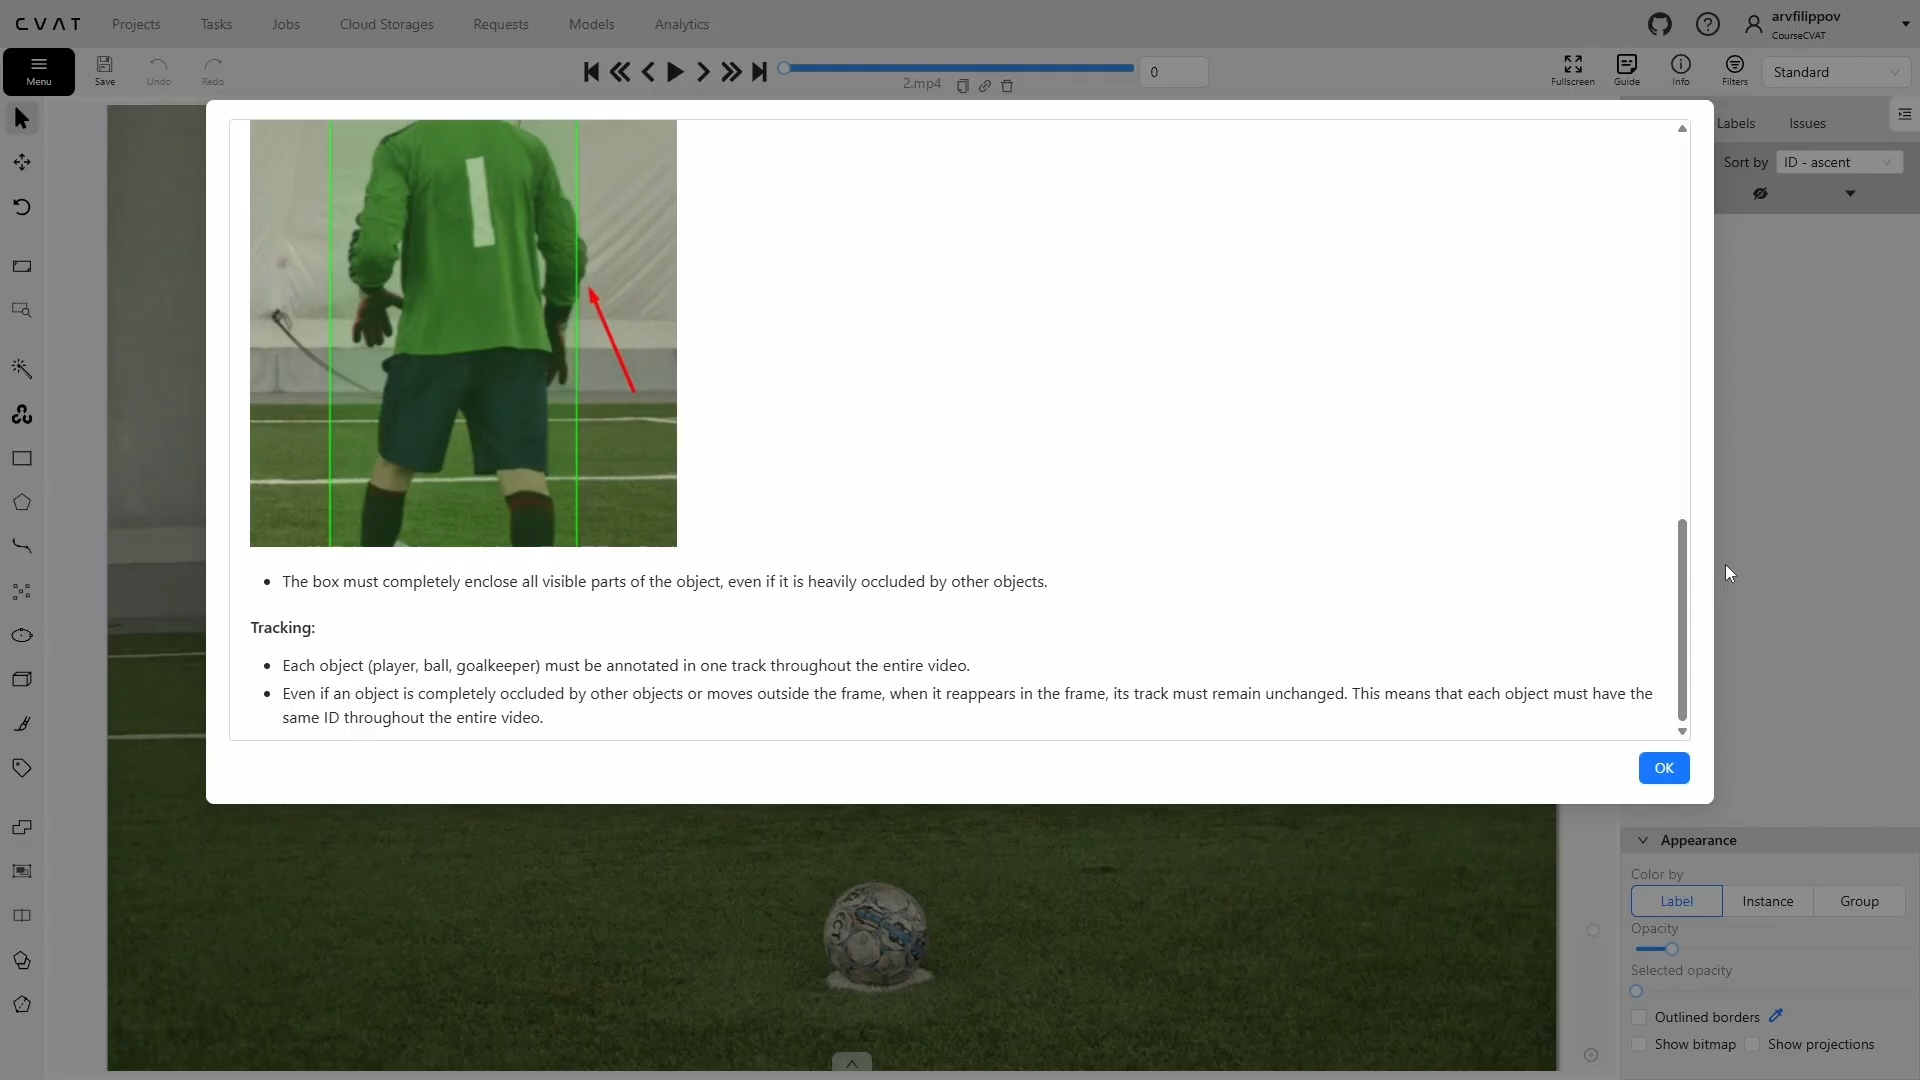 CVAT Projects Tasks Jobs Cloud Storages Requests Models Analytics arvfilippov
CourseCVAT
Menu Save Undo Redo 2.mp4 0 Fullscreen Guide Info Filters Standard
Labels Issues
Sort by ID - ascent
1
The box must completely enclose all visible parts of the object, even if it is heavily occluded by other objects.
Tracking:
Each object (player, ball, goalkeeper) must be annotated in one track throughout the entire video.
Even if an object is completely occluded by other objects or moves outside the frame, when it reappears in the frame, its track must remain unchanged. This means that each object must have the
same ID throughout the entire video.
OK
Appearance
Color by
Label Instance Group
Opacity
Selected opacity
Outlined borders
Show bitmap Show projections